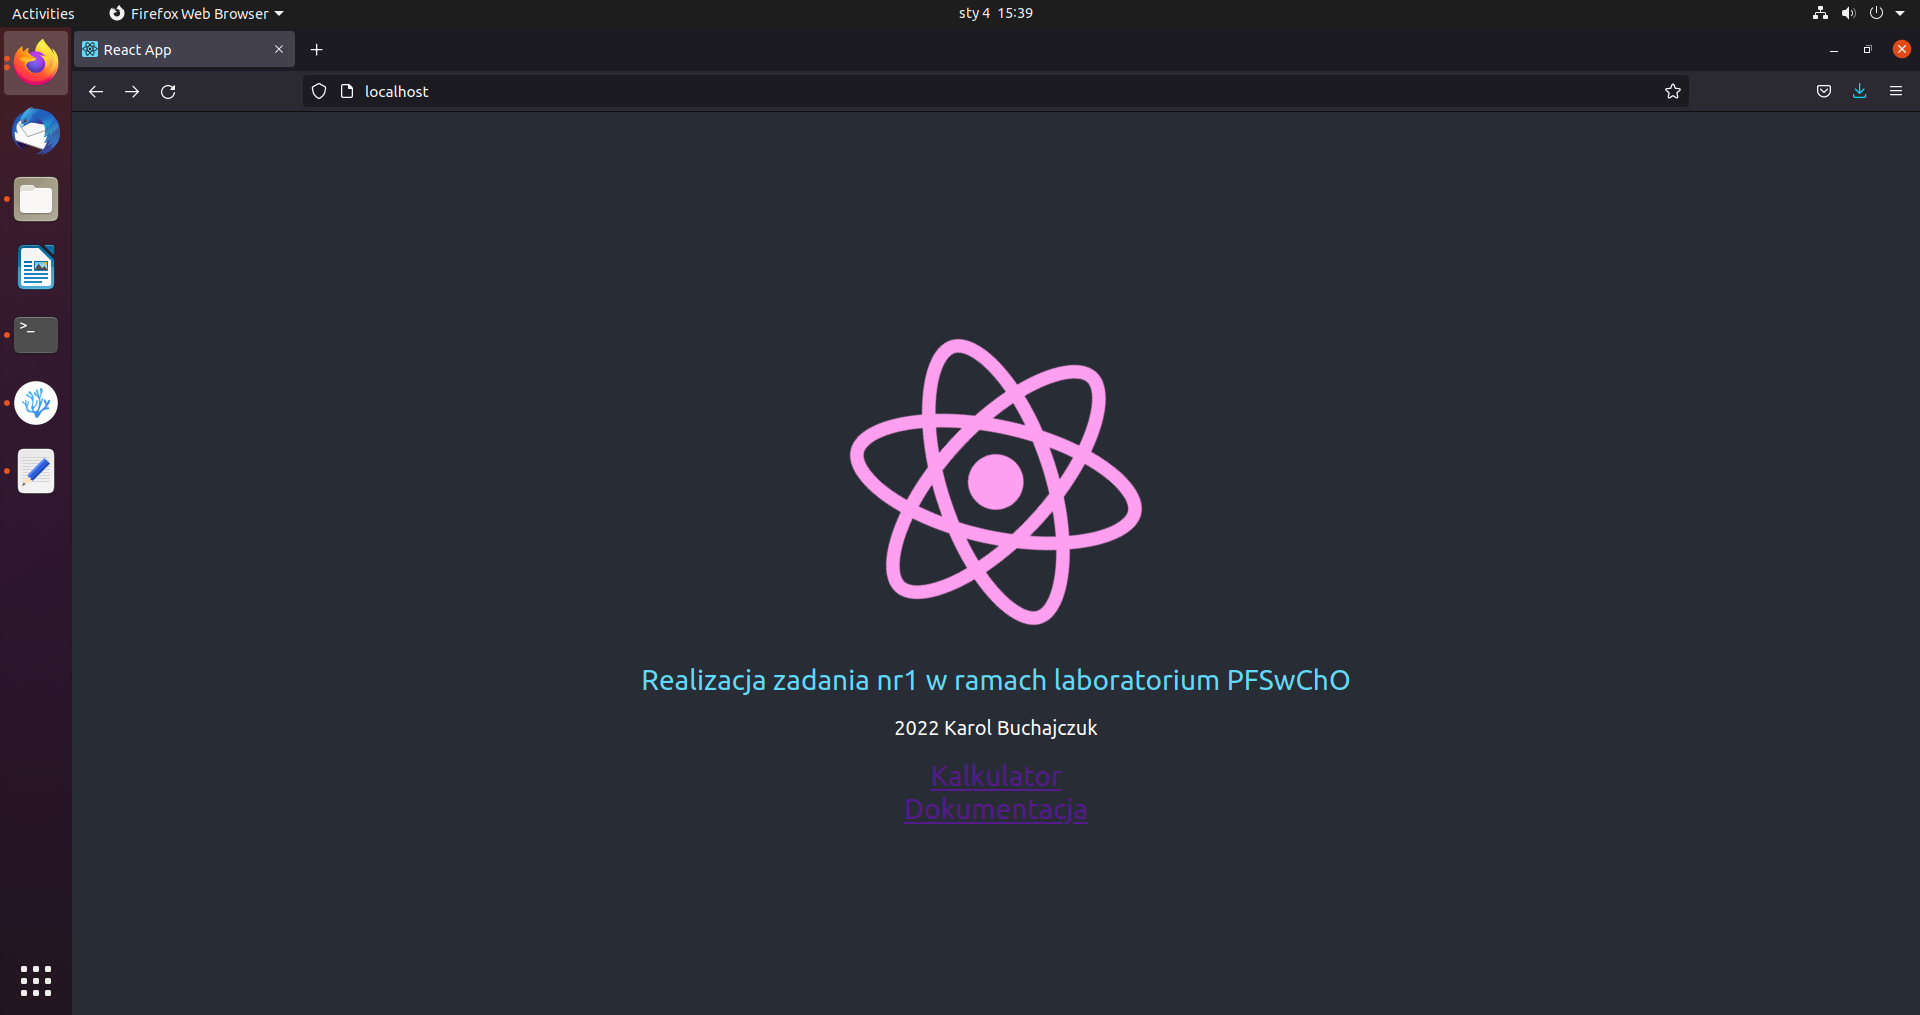 Activities
Firefox Web Browser
sty 4 15:39
React App
localhost
>_
Realizacja zadania nr1 w ramach laboratorium PFSwChO
2022 Karol Buchajczuk
Kalkulator
Dokumentacja